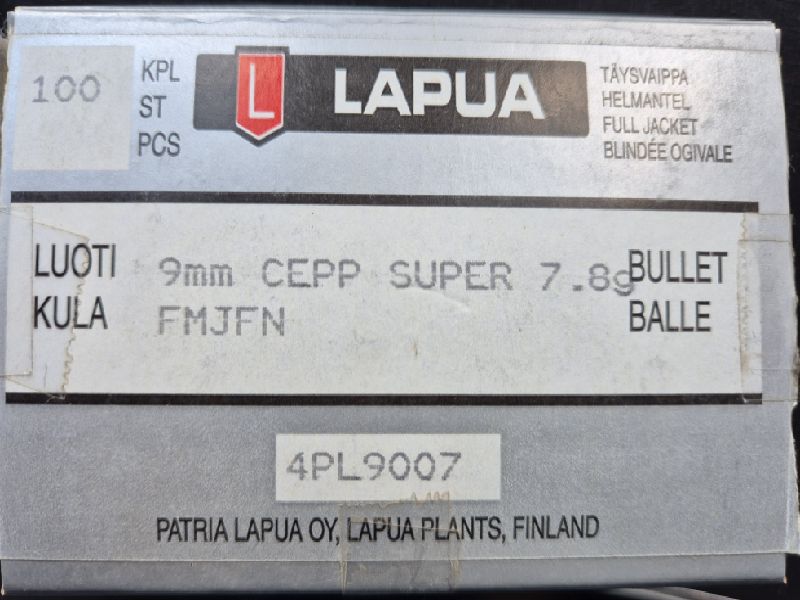 100
KPL
ST
PCS
L LAPUA
TÄYSVAIPPA
HELMANTEL
FULL JACKET
BLINDÉE OGIVALE
LUOTI
KULA
9mm CEPP SUPER 7.8g
FMJFN
BULLET
BALLE
4PL9007
PATRIA LAPUA OY, LAPUA PLANTS, FINLAND